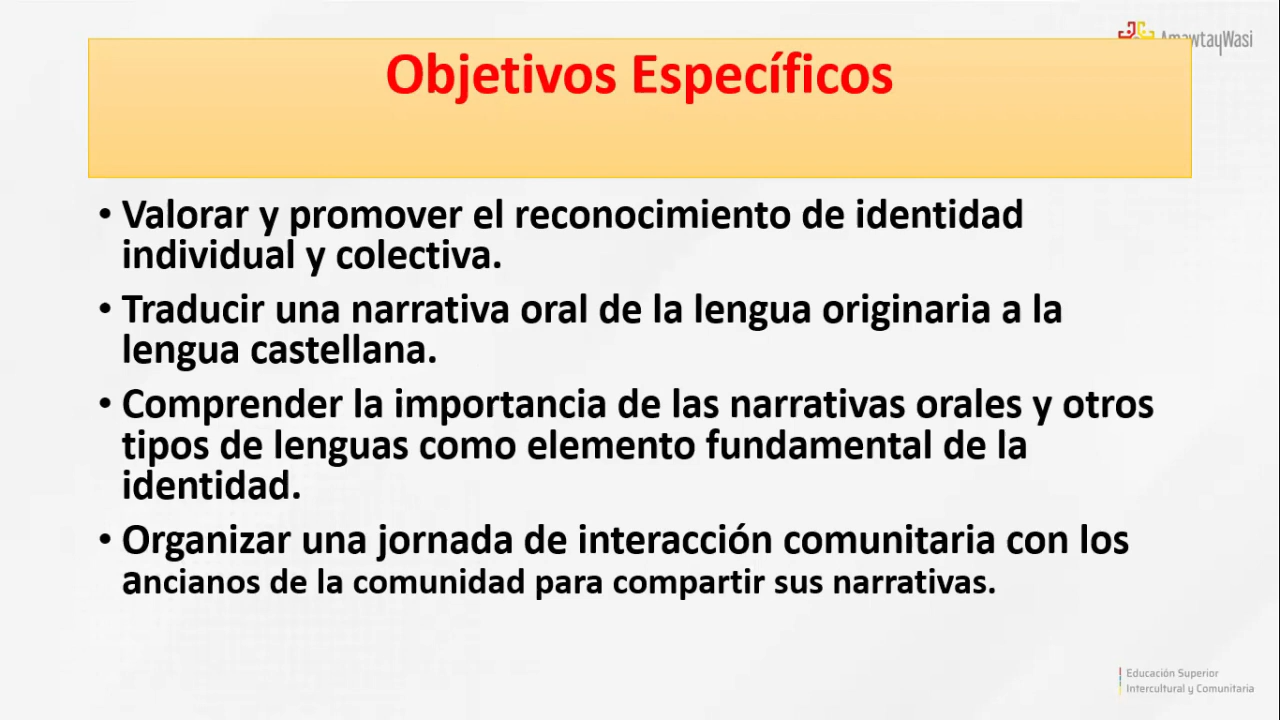 AmawtayWasi
Objetivos Específicos
• Valorar y promover el reconocimiento de identidad
individual y colectiva.
• Traducir una narrativa oral de la lengua originaria a la
lengua castellana.
• Comprender la importancia de las narrativas orales y otros
tipos de lenguas como elemento fundamental de la
identidad.
• Organizar una jornada de interacción comunitaria con los
ancianos de la comunidad para compartir sus narrativas.
Educación Superior
Intercultural y Comunitaria